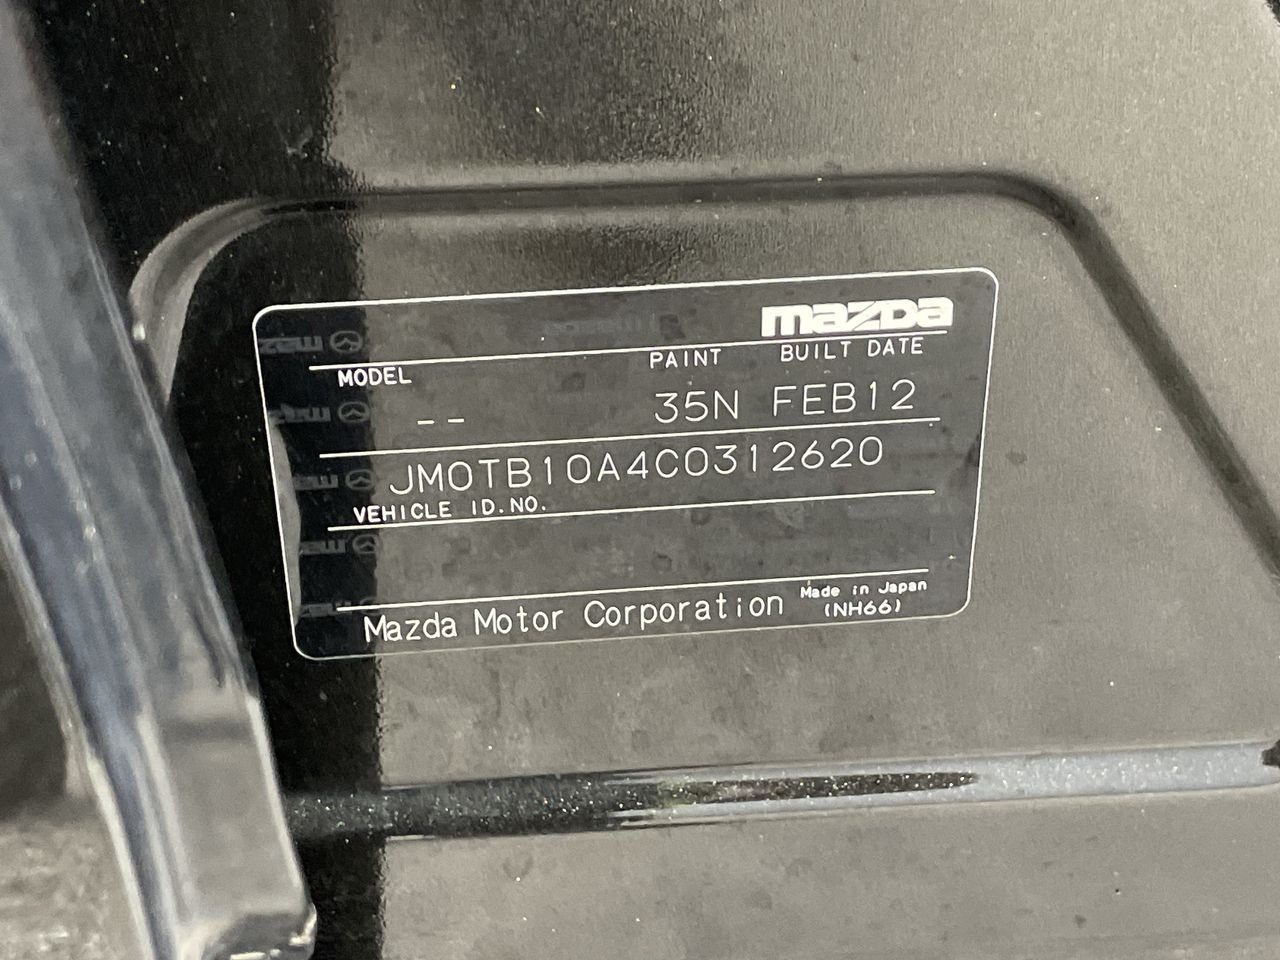 mazda
MODEL PAINT BUILT DATE
-- 35N FEB12
JM0TB10A4C0312620
VEHICLE ID.NO.
Mazda Motor Corporation Made in Japan
(NH66)